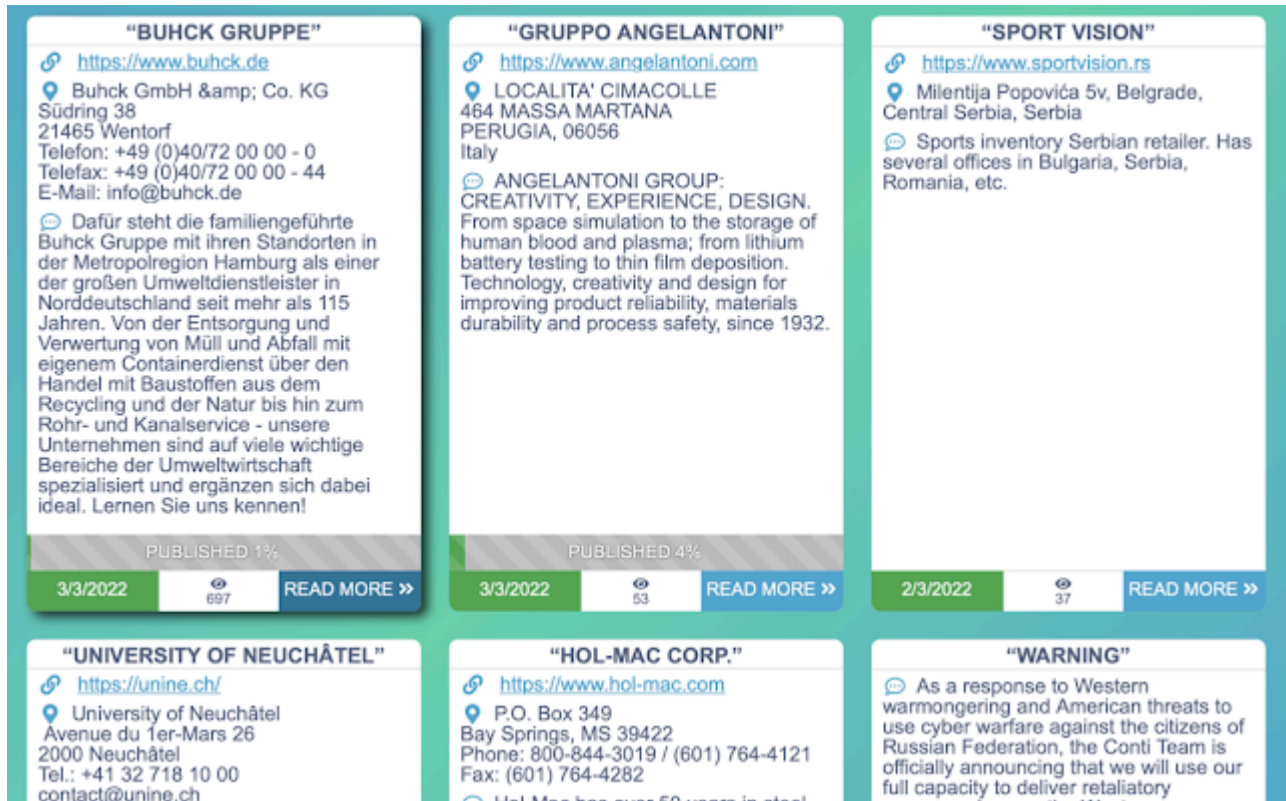 “BUHCK GRUPPE”
https://www.buhck.de
Buhck GmbH &amp; Co. KG
Südring 38
21465 Wentorf
Telefon: +49 (0)40/72 00 00 - 0
Telefax: +49 (0)40/72 00 00 - 44
E-Mail: info@buhck.de
Dafür steht die familiengeführte
Buhck Gruppe mit ihren Standorten in
der Metropolregion Hamburg als einer
der großen Umweltdienstleister in
Norddeutschland seit mehr als 115
Jahren. Von der Entsorgung und
Verwertung von Müll und Abfall mit
eigenem Containerdienst über den
Handel mit Baustoffen aus dem
Recycling und der Natur bis hin zum
Rohr- und Kanalservice - unsere
Unternehmen sind auf viele wichtige
Bereiche der Umweltwirtschaft
spezialisiert und ergänzen sich dabei
ideal. Lernen Sie uns kennen!
PUBLISHED 1%
3/3/2022
697
READ MORE »
“GRUPPO ANGELANTONI”
https://www.angelantoni.com
LOCALITA' CIMACOLLE
464 MASSA MARTANA
PERUGIA, 06056
Italy
ANGELANTONI GROUP:
CREATIVITY, EXPERIENCE, DESIGN.
From space simulation to the storage of
human blood and plasma; from lithium
battery testing to thin film deposition.
Technology, creativity and design for
improving product reliability, materials
durability and process safety, since 1932.
PUBLISHED 4%
3/3/2022
53
READ MORE »
“SPORT VISION”
https://www.sportvision.rs
Milentija Popovića 5v, Belgrade,
Central Serbia, Serbia
Sports inventory Serbian retailer. Has
several offices in Bulgaria, Serbia,
Romania, etc.
2/3/2022
37
READ MORE »
“UNIVERSITY OF NEUCHÂTEL”
https://unine.ch/
University of Neuchâtel
Avenue du 1er-Mars 26
2000 Neuchâtel
Tel.: +41 32 718 10 00
contact@unine.ch
“HOL-MAC CORP.”
https://www.hol-mac.com
P.O. Box 349
Bay Springs, MS 39422
Phone: 800-844-3019 / (601) 764-4121
Fax: (601) 764-4282
Hol-Mac has over 50 years in steel
“WARNING”
As a response to Western
warmongering and American threats to
use cyber warfare against the citizens of
Russian Federation, the Conti Team is
officially announcing that we will use our
full capacity to deliver retaliatory